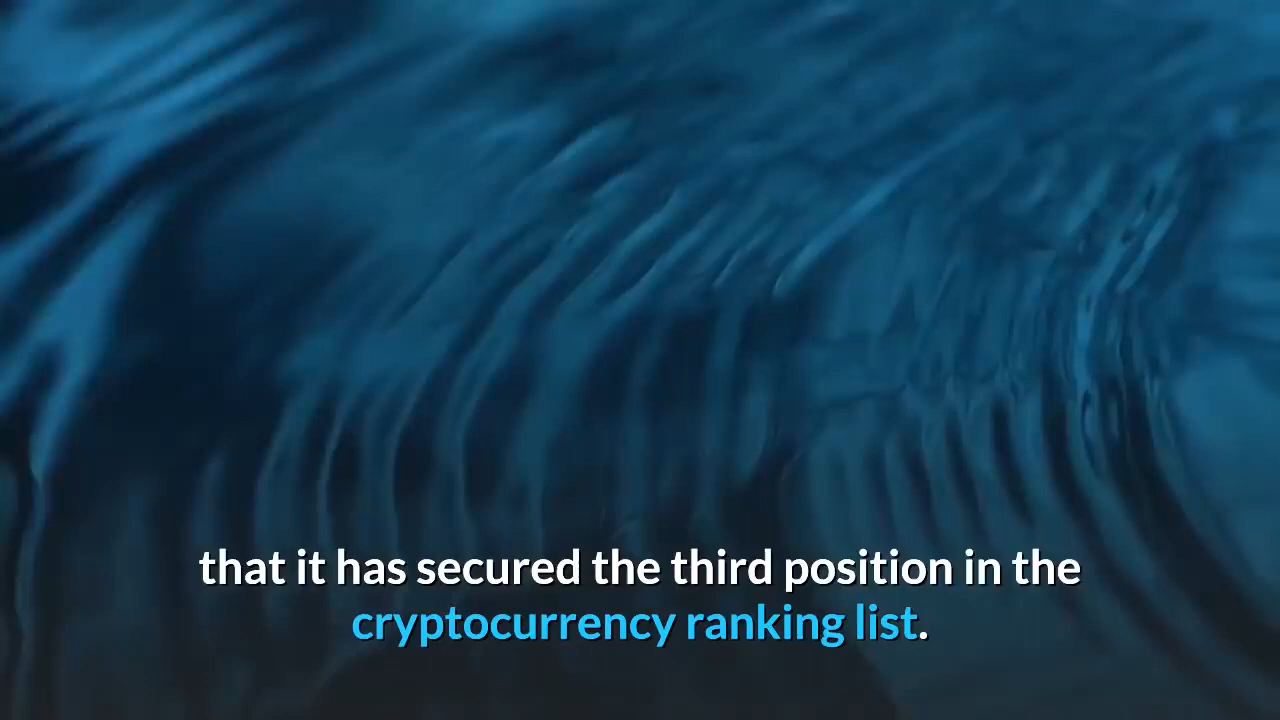 that it has secured the third position in the
cryptocurrency ranking list.